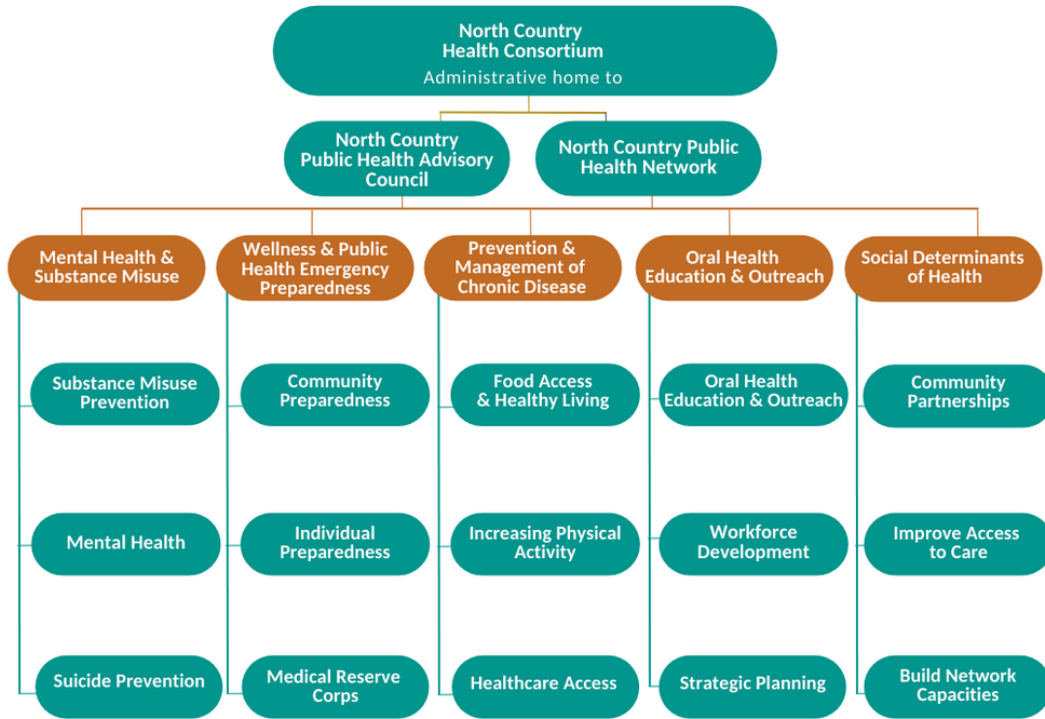 North Country
Health Consortium
Administrative home to
North Country
Public Health Advisory
Council
North Country Public
Health Network
Mental Health &
Substance Misuse
Wellness & Public
Health Emergency
Preparedness
Prevention &
Management of
Chronic Disease
Oral Health
Education & Outreach
Social Determinants
of Health
Substance Misuse
Prevention
Community
Preparedness
Food Access
& Healthy Living
Oral Health
Education & Outreach
Community
Partnerships
Mental Health
Individual
Preparedness
Increasing Physical
Activity
Workforce
Development
Improve Access
to Care
Suicide Prevention
Medical Reserve
Corps
Healthcare Access
Strategic Planning
Build Network
Capacities